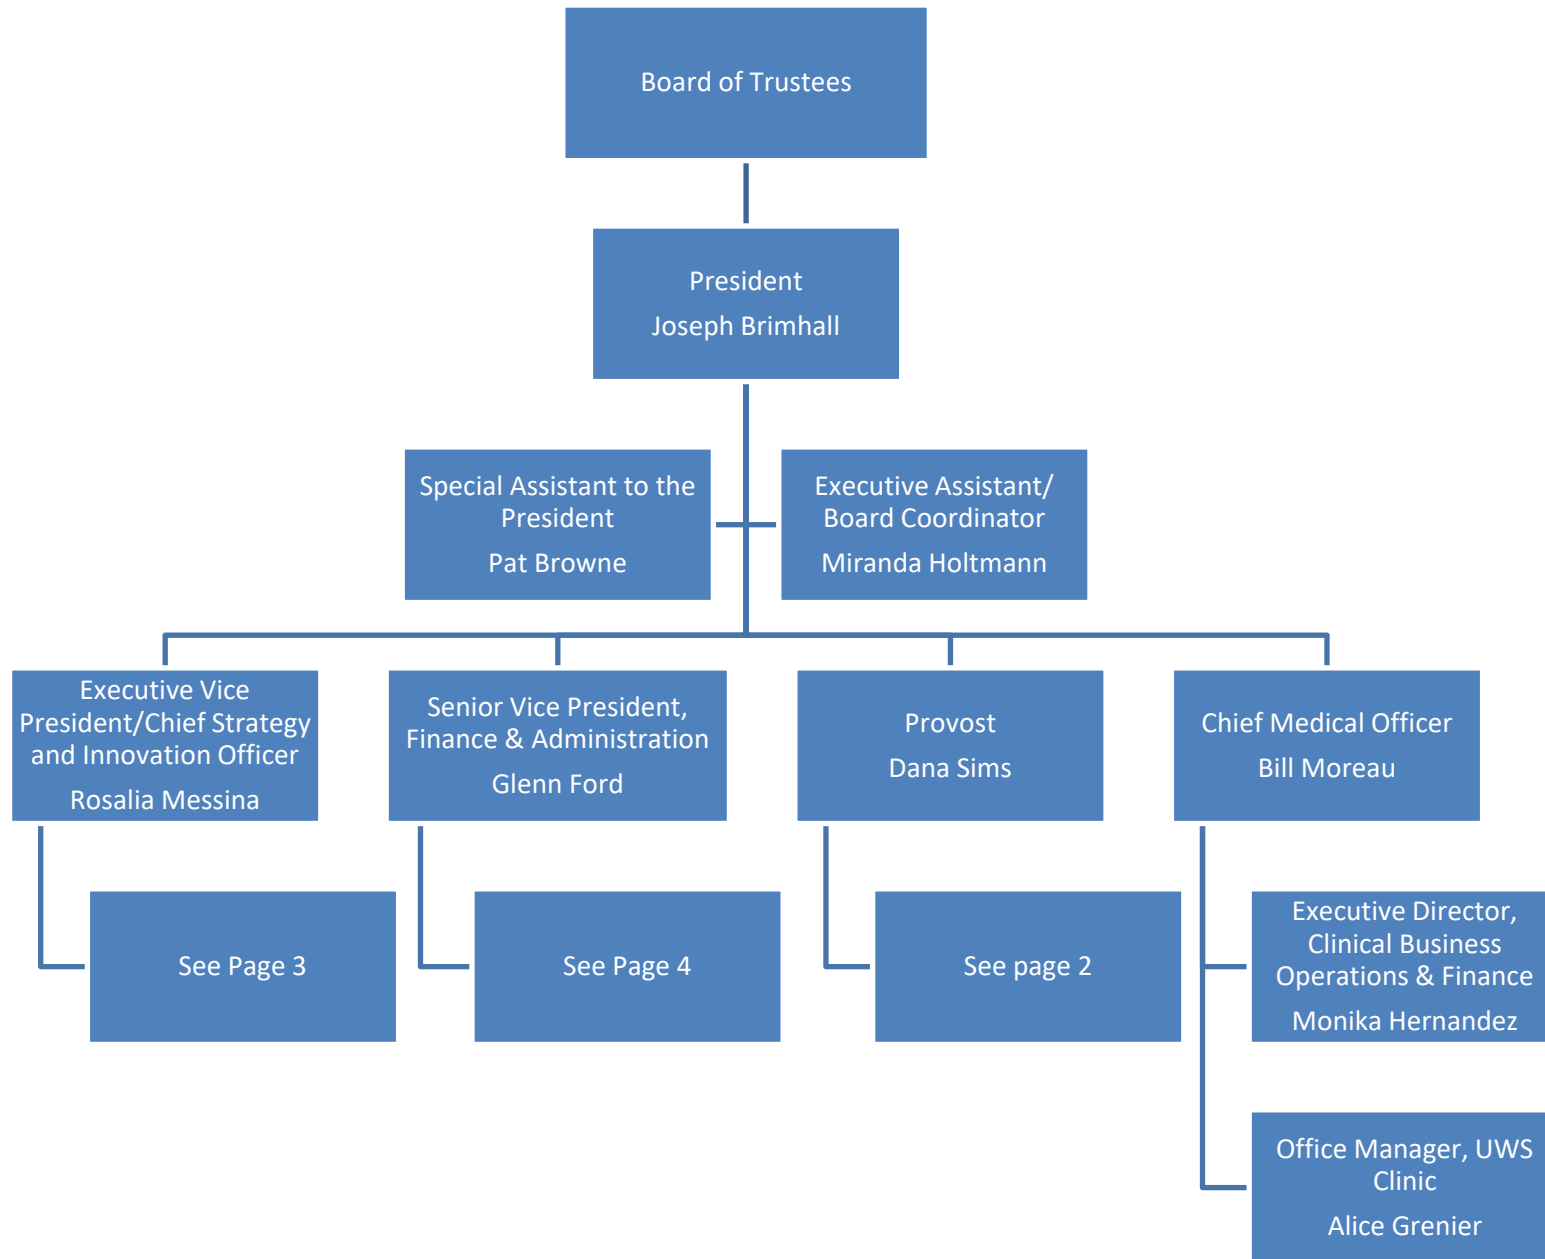 Board of Trustees
President
Joseph Brimhall
Special Assistant to the
President
Pat Browne
Executive Assistant/
Board Coordinator
Miranda Holtmann
Executive Vice
President/Chief Strategy
and Innovation Officer
Rosalia Messina
Senior Vice President,
Finance & Administration
Glenn Ford
Provost
Dana Sims
Chief Medical Officer
Bill Moreau
See Page 3
See Page 4
See page 2
Executive Director,
Clinical Business
Operations & Finance
Monika Hernandez
Office Manager, UWS
Clinic
Alice Grenier